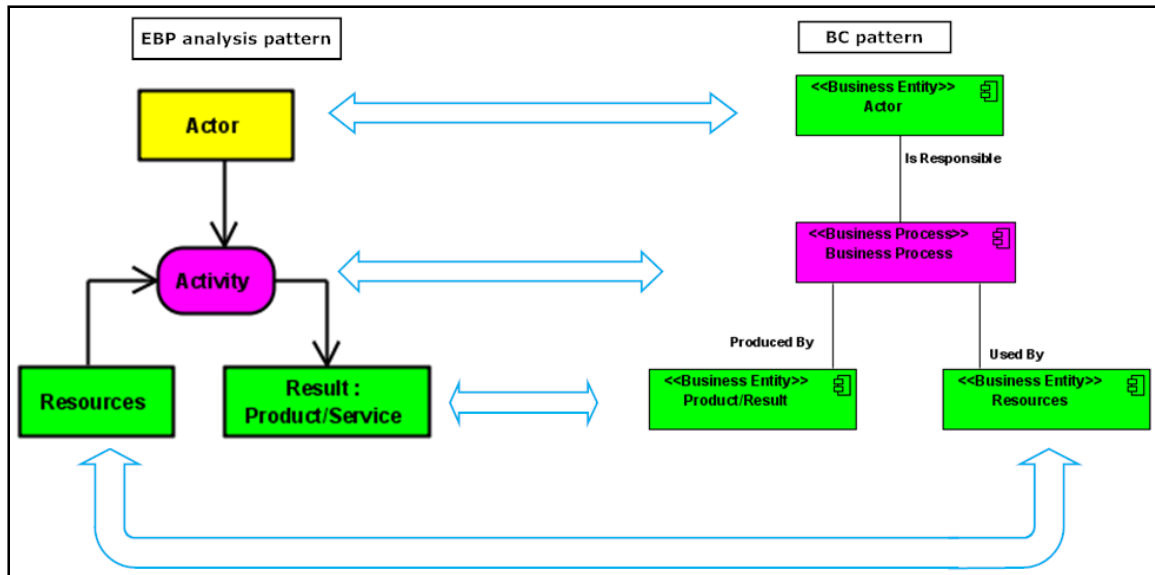 EBP analysis pattern
BC pattern
Actor
<<Business Entity>>
Actor
Is Responsible
Activity
<<Business Process>>
Business Process
Produced By
Used By
Resources
Result :
Product/Service
<<Business Entity>>
Product/Result
<<Business Entity>>
Resources